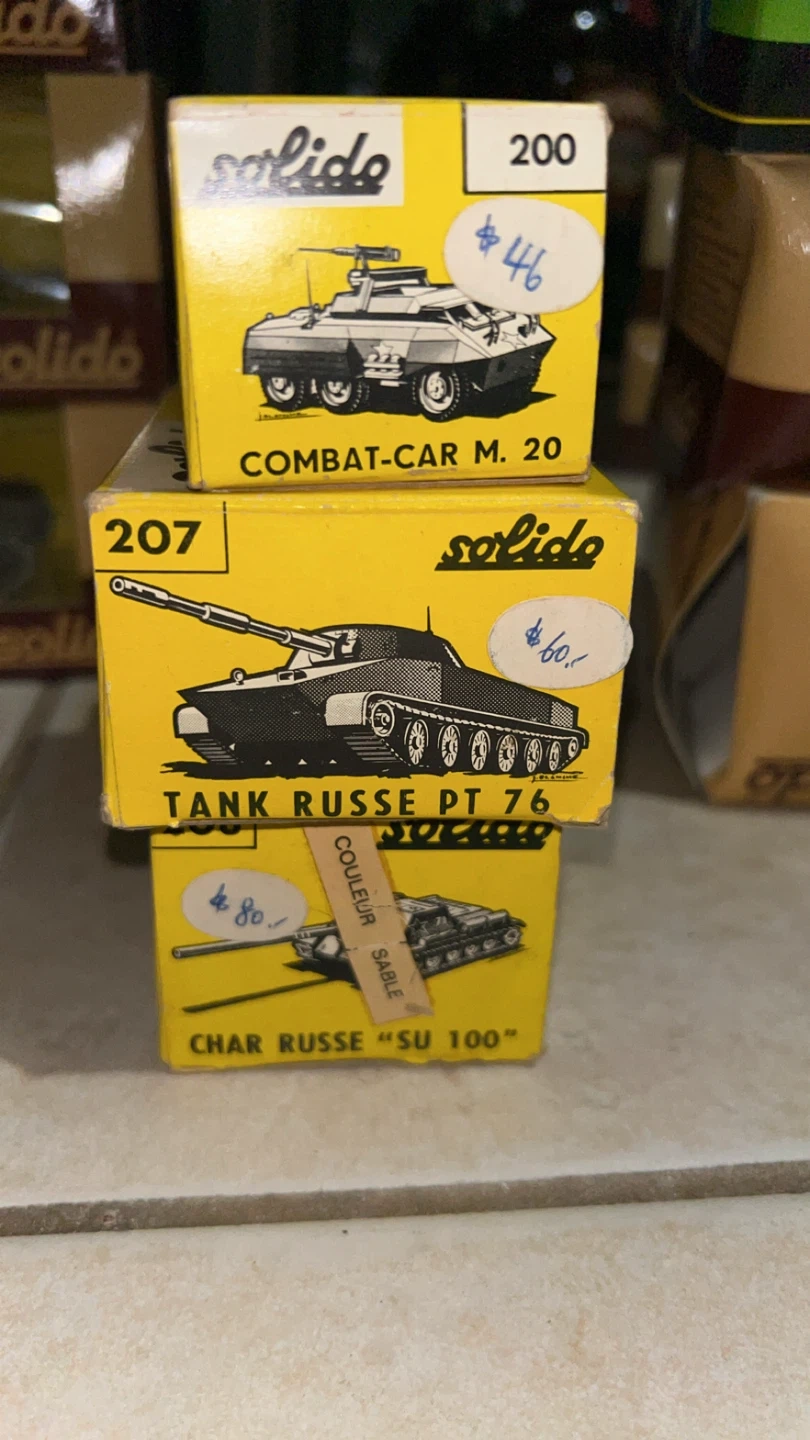 solido
200
$46
COMBAT-CAR M. 20
207
solido
$60.-
TANK RUSSE PT 76
solido
$80.-
COULEUR SABLE
CHAR RUSSE "SU 100"
olido